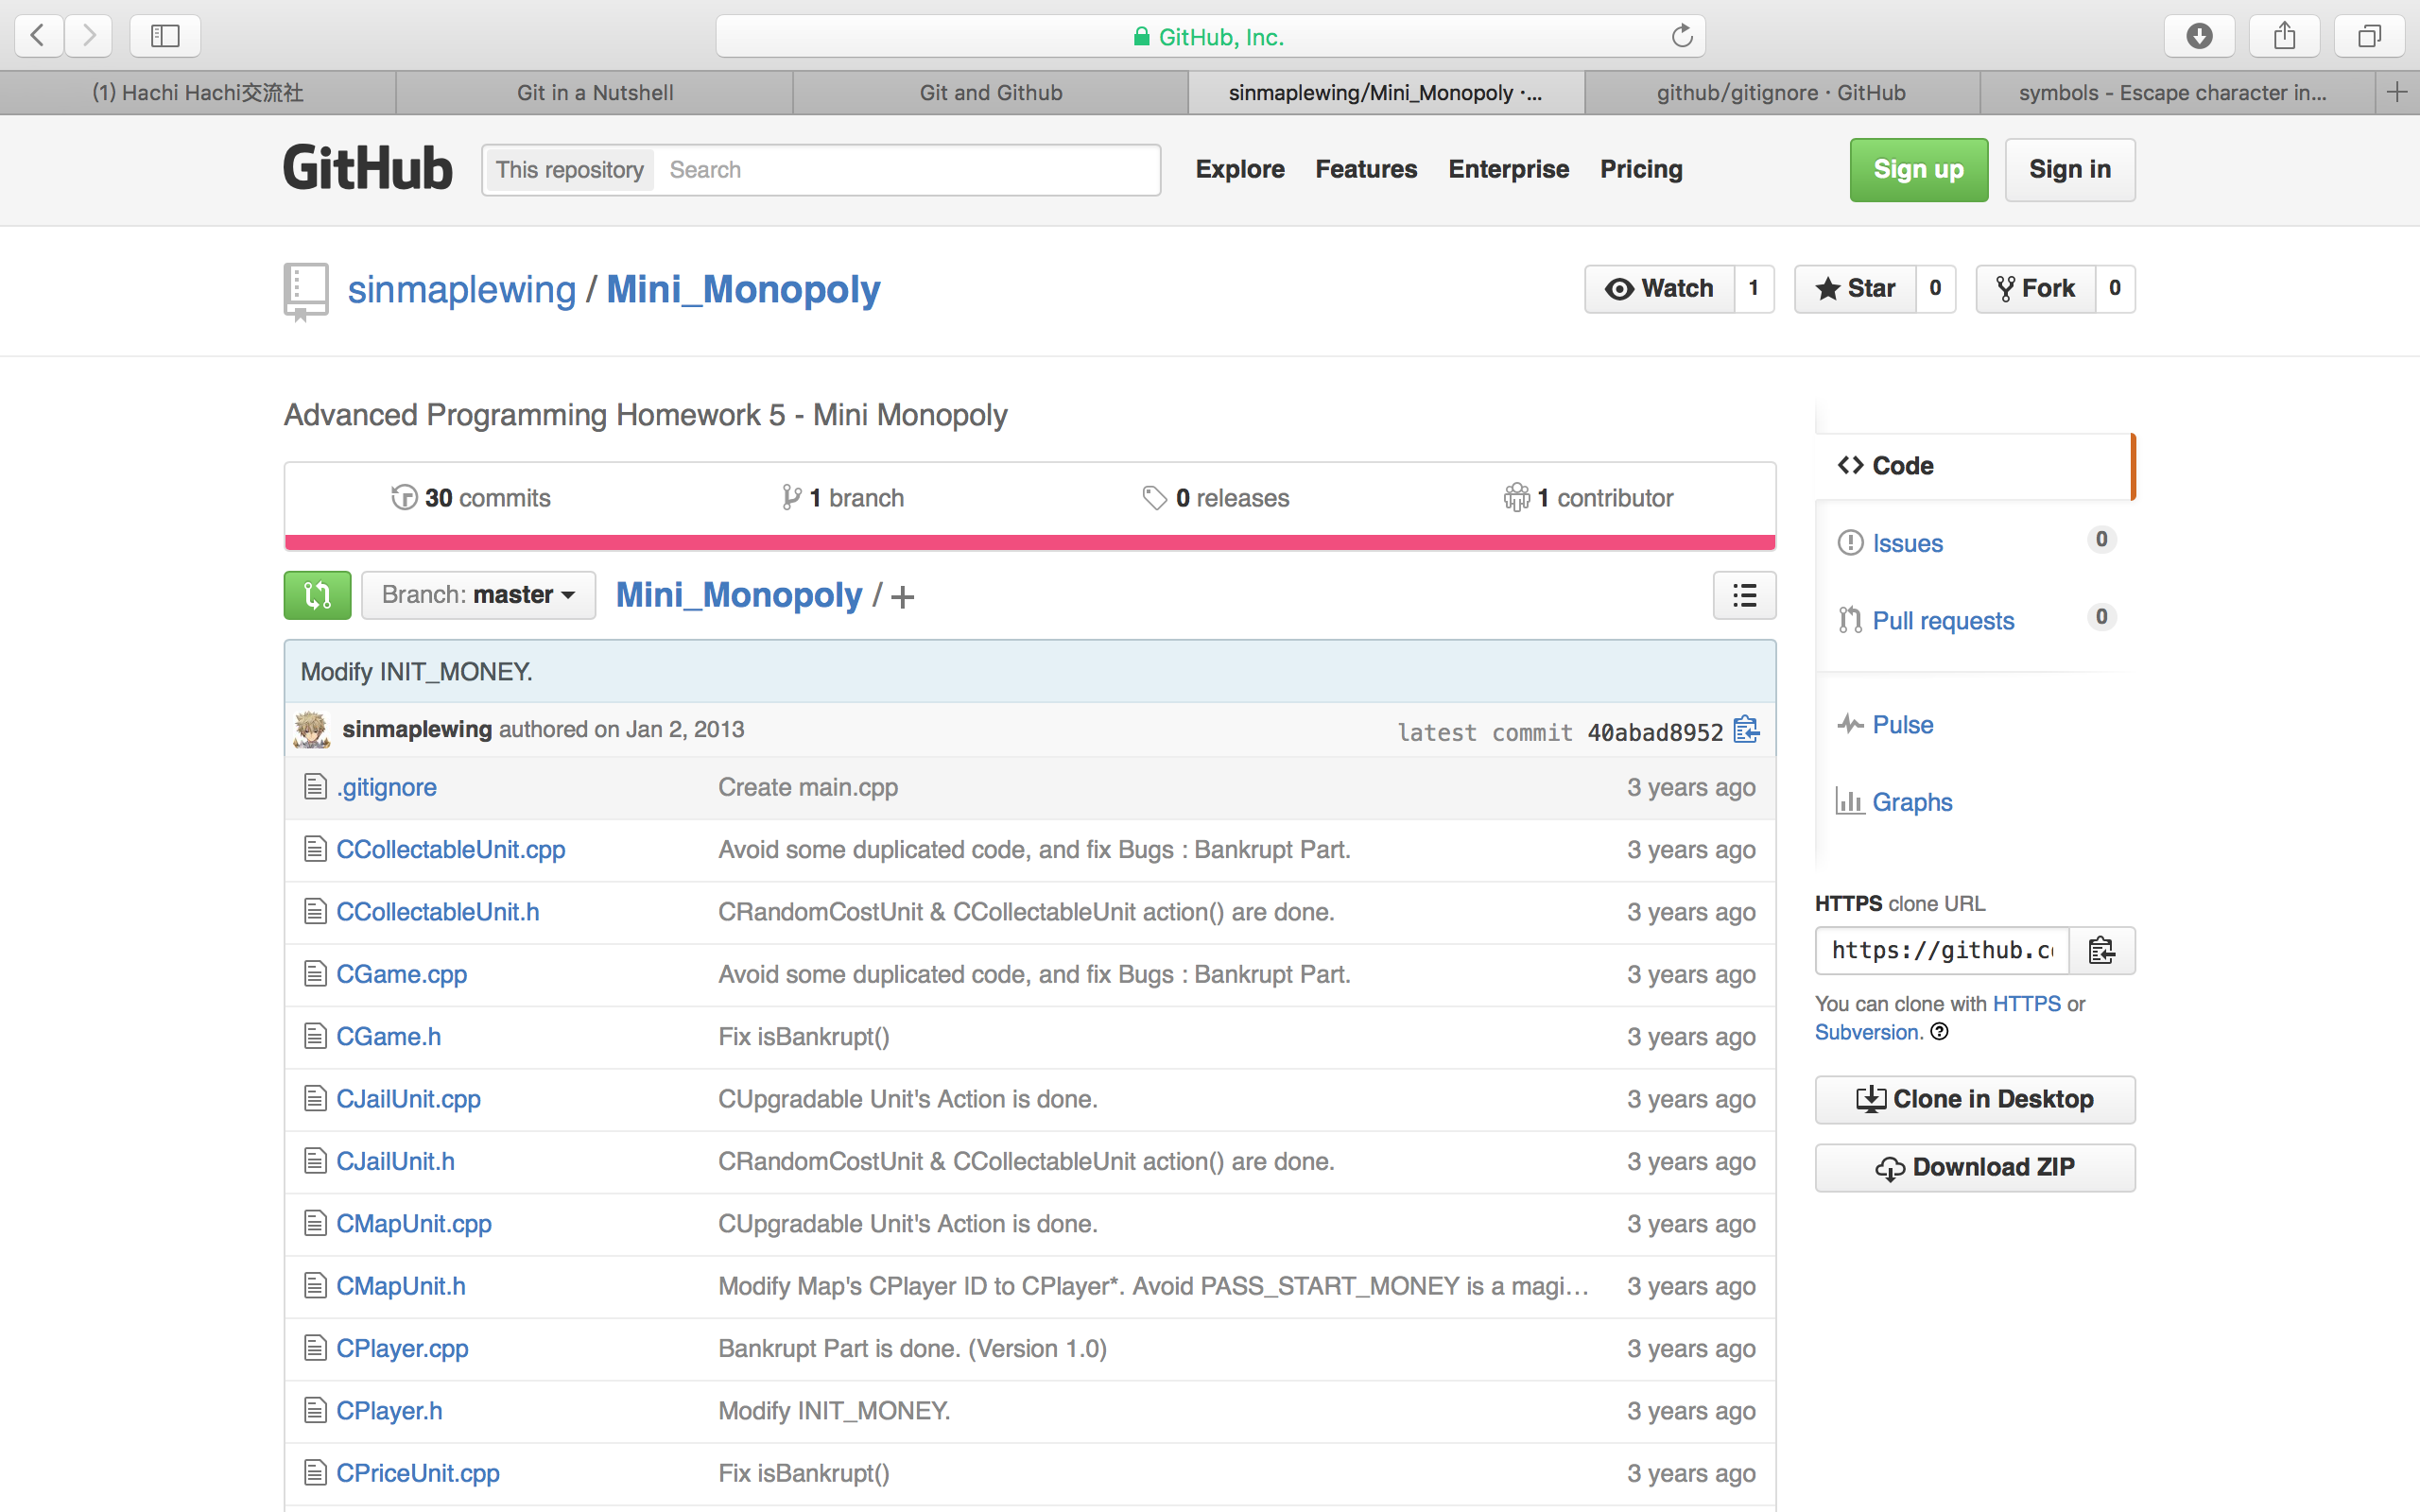 GitHub, Inc.
(1) Hachi Hachi交流社
Git in a Nutshell
Git and Github
sinmaplewing/Mini_Monopoly ·...
github/gitignore · GitHub
symbols - Escape character in...
GitHub
This repository
Search
Explore
Features
Enterprise
Pricing
Sign up
Sign in
sinmaplewing / Mini_Monopoly
Watch 1
Star 0
Fork 0
Advanced Programming Homework 5 - Mini Monopoly
30 commits
1 branch
0 releases
1 contributor
Branch: master
Mini_Monopoly / +
Modify INIT_MONEY.
sinmaplewing authored on Jan 2, 2013
latest commit 40abad8952
.gitignore Create main.cpp 3 years ago
CCollectableUnit.cpp Avoid some duplicated code, and fix Bugs : Bankrupt Part. 3 years ago
CCollectableUnit.h CRandomCostUnit & CCollectableUnit action() are done. 3 years ago
CGame.cpp Avoid some duplicated code, and fix Bugs : Bankrupt Part. 3 years ago
CGame.h Fix isBankrupt() 3 years ago
CJailUnit.cpp CUpgradable Unit's Action is done. 3 years ago
CJailUnit.h CRandomCostUnit & CCollectableUnit action() are done. 3 years ago
CMapUnit.cpp CUpgradable Unit's Action is done. 3 years ago
CMapUnit.h Modify Map's CPlayer ID to CPlayer*. Avoid PASS_START_MONEY is a magi... 3 years ago
CPlayer.cpp Bankrupt Part is done. (Version 1.0) 3 years ago
CPlayer.h Modify INIT_MONEY. 3 years ago
CPriceUnit.cpp Fix isBankrupt() 3 years ago
Code
Issues 0
Pull requests 0
Pulse
Graphs
HTTPS clone URL
https://github.c
You can clone with HTTPS or
Subversion.
Clone in Desktop
Download ZIP